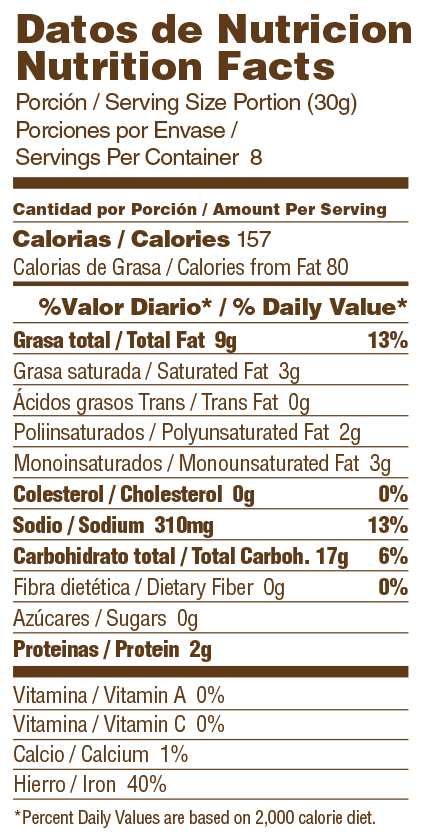 Datos de Nutricion
Nutrition Facts
Porción / Serving Size Portion (30g)
Porciones por Envase /
Servings Per Container 8
Cantidad por Porción / Amount Per Serving
Calorias / Calories 157
Calorías de Grasa / Calories from Fat 80
%Valor Diario* / % Daily Value*
Grasa total / Total Fat 9g 13%
Grasa saturada / Saturated Fat 3g
Ácidos grasos Trans / Trans Fat 0g
Poliinsaturados / Polyunsaturated Fat 2g
Monoinsaturados / Monounsaturated Fat 3g
Colesterol / Cholesterol 0g 0%
Sodio / Sodium 310mg 13%
Carbohidrato total / Total Carboh. 17g 6%
Fibra dietética / Dietary Fiber 0g 0%
Azúcares / Sugars 0g
Proteinas / Protein 2g
Vitamina / Vitamin A 0%
Vitamina / Vitamin C 0%
Calcio / Calcium 1%
Hierro / Iron 40%
*Percent Daily Values are based on 2,000 calorie diet.